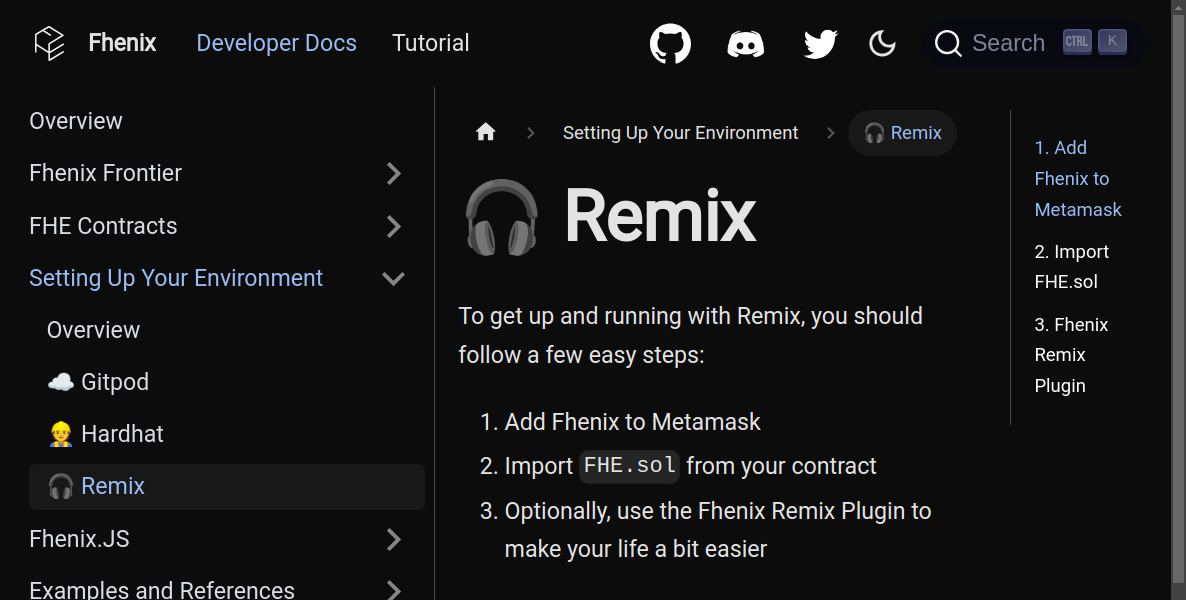 Fhenix Developer Docs Tutorial Search CTRL K
Overview
Fhenix Frontier
FHE Contracts
Setting Up Your Environment
Overview
Gitpod
Hardhat
Remix
Fhenix.JS
Examples and References
Setting Up Your Environment Remix
Remix
To get up and running with Remix, you should
follow a few easy steps:
1. Add Fhenix to Metamask
2. Import FHE.sol from your contract
3. Optionally, use the Fhenix Remix Plugin to
make your life a bit easier
1. Add
Fhenix to
Metamask
2. Import
FHE.sol
3. Fhenix
Remix
Plugin